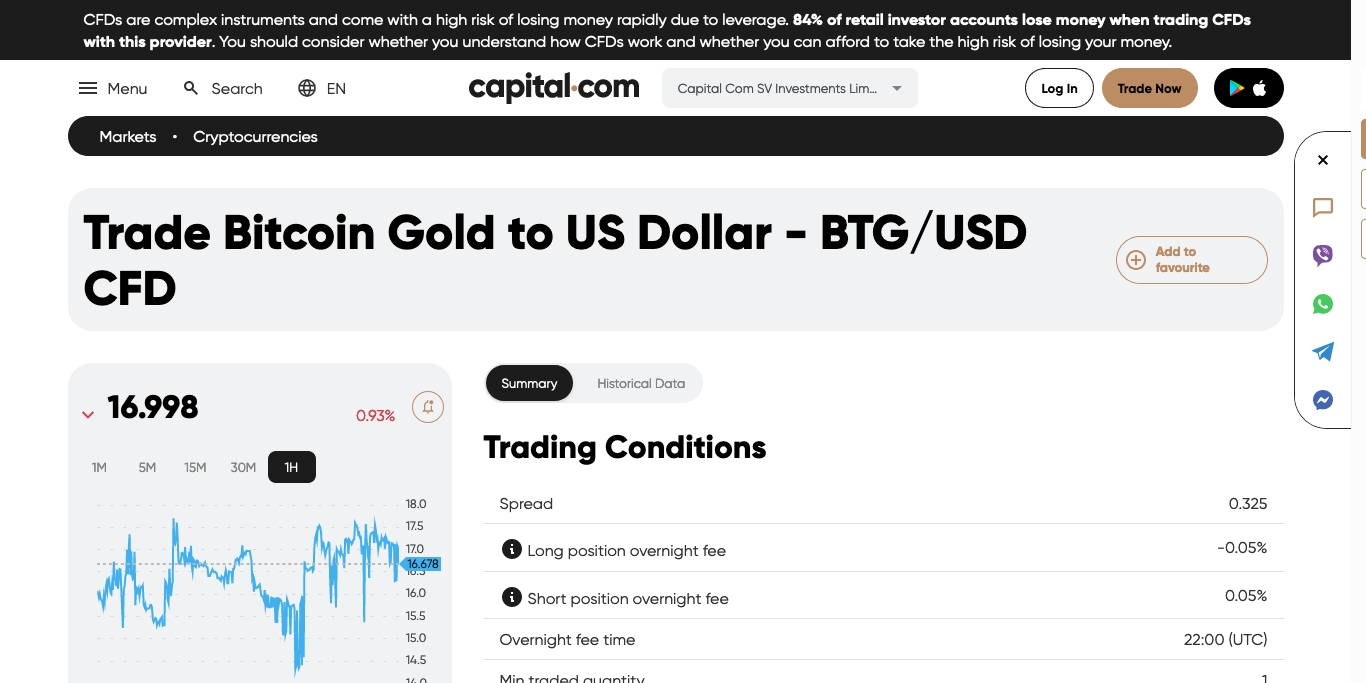 CFDs are complex instruments and come with a high risk of losing money rapidly due to leverage. 84% of retail investor accounts lose money when trading CFDs
with this provider. You should consider whether you understand how CFDs work and whether you can afford to take the high risk of losing your money.
Menu
Search
EN
capital.com
Capital Com SV Investments Lim...
Log In
Trade Now
Markets • Cryptocurrencies
Trade Bitcoin Gold to US Dollar - BTG/USD
CFD
Add to
favourite
16.998
0.93%
1M 5M 15M 30M 1H
18.0
17.5
17.0
16.678
16.5
16.0
15.5
15.0
14.5
14.0
Summary
Historical Data
Trading Conditions
Spread 0.325
Long position overnight fee -0.05%
Short position overnight fee 0.05%
Overnight fee time 22:00 (UTC)
Min traded quantity 1